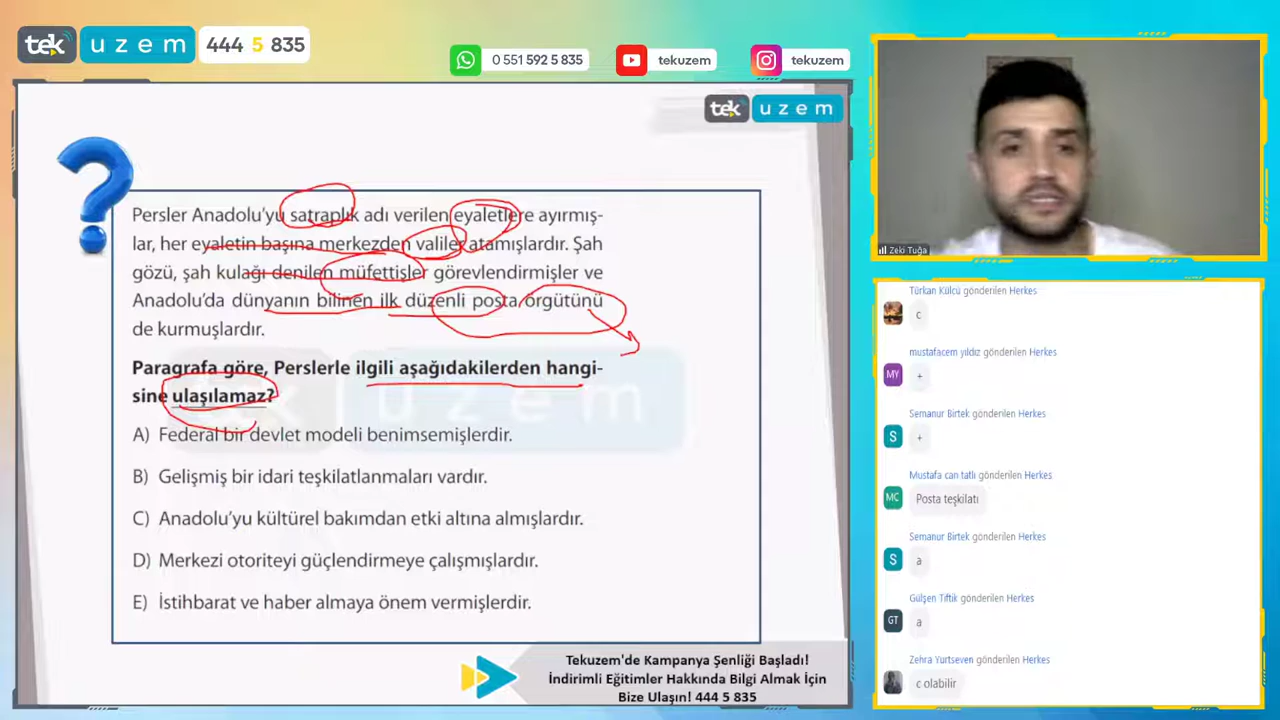 tek uzem 444 5 835
0 551 592 5 835
tekuzem
tekuzem
tek uzem
Persler Anadolu'yu satraplık adı verilen eyaletlere ayırmış-
lar, her eyaletin başına merkezden valiler atamışlardır. Şah
gözü, şah kulağı denilen müfettişler görevlendirmişler ve
Anadolu'da dünyanın bilinen ilk düzenli posta örgütünü
de kurmuşlardır.
Paragrafa göre, Perslerle ilgili aşağıdakilerden hangi-
sine ulaşılamaz?
A) Federal bir devlet modeli benimsemişlerdir.
B) Gelişmiş bir idari teşkilatlanmaları vardır.
C) Anadolu'yu kültürel bakımdan etki altına almışlardır.
D) Merkezi otoriteyi güçlendirmeye çalışmışlardır.
E) İstihbarat ve haber almaya önem vermişlerdir.
tek uzem
Tekuzem'de Kampanya Şenliği Başladı!
İndirimli Eğitimler Hakkında Bilgi Almak İçin
Bize Ulaşın! 444 5 835
Zeki Tuğa
Türkan Külcü gönderilen Herkes
c
mustafacem yıldız gönderilen Herkes
MY
+
Semanur Birtek gönderilen Herkes
S
+
Mustafa can tatlı gönderilen Herkes
MC
Posta teşkilatı
Semanur Birtek gönderilen Herkes
S
a
Gülşen Tiftik gönderilen Herkes
GT
a
Zehra Yurtseven gönderilen Herkes
c olabilir